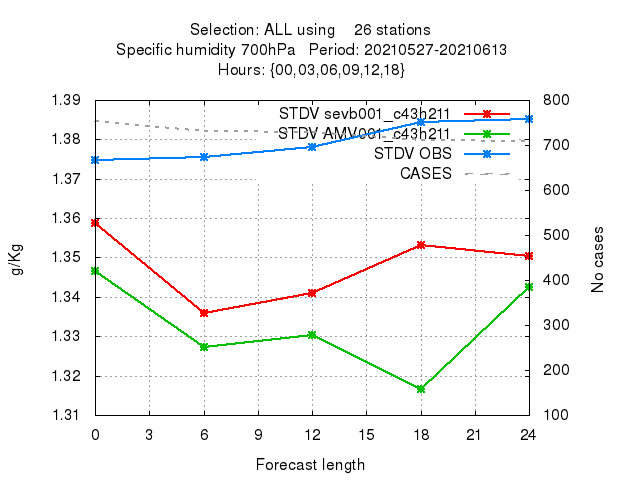 Selection: ALL using    26 stations
Specific humidity 700hPa   Period: 20210527-20210613
Hours: {00,03,06,09,12,18}
1.39
1.38
1.37
1.36
1.35
1.34
1.33
1.32
1.31
g/Kg
STDV sevb001_c43h211
STDV AMV001_c43h211
STDV OBS
CASES
800
700
600
500
400
300
200
100
No cases
0 3 6 9 12 15 18 21 24
Forecast length